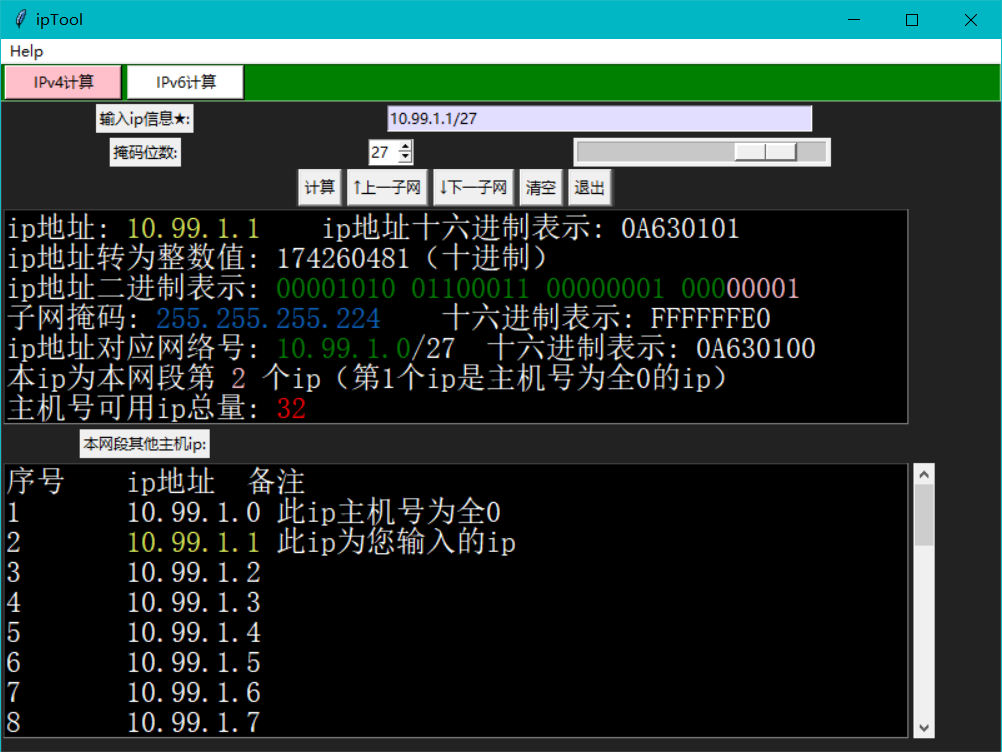 ipTool
Help
IPv4计算 IPv6计算
输入ip信息★: 10.99.1.1/27
掩码位数: 27
计算 ↑上一子网 ↓下一子网 清空 退出
ip地址: 10.99.1.1 ip地址十六进制表示: 0A630101
ip地址转为整数值: 174260481（十进制）
ip地址二进制表示: 00001010 01100011 00000001 00000001
子网掩码: 255.255.255.224 十六进制表示: FFFFFFE0
ip地址对应网络号: 10.99.1.0/27 十六进制表示: 0A630100
本ip为本网段第 2 个ip（第1个ip是主机号为全0的ip）
主机号可用ip总量: 32
本网段其他主机ip:
序号 ip地址 备注
1 10.99.1.0 此ip主机号为全0
2 10.99.1.1 此ip为您输入的ip
3 10.99.1.2
4 10.99.1.3
5 10.99.1.4
6 10.99.1.5
7 10.99.1.6
8 10.99.1.7